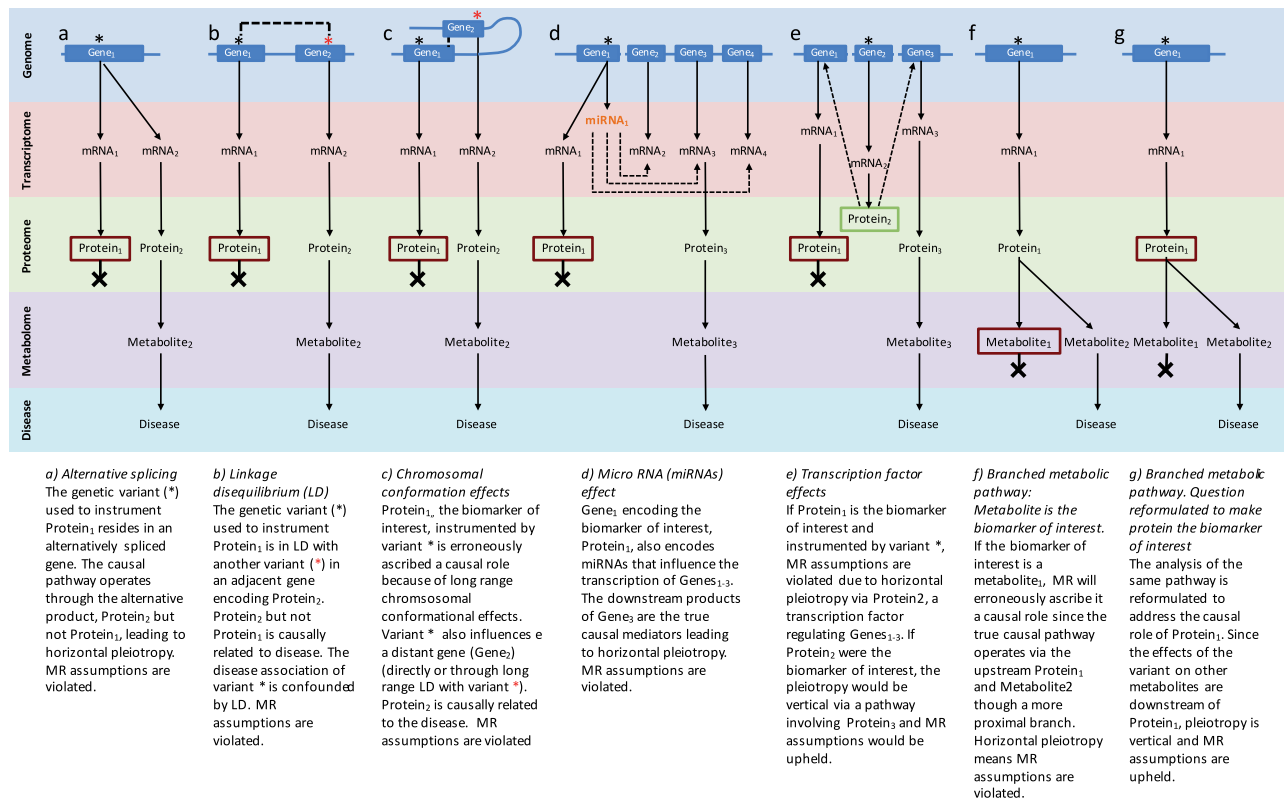 a
b
c
d
e
f
g
Genome
* * * * * * * * *
Gene₁
Gene₁ Gene₂
Gene₂
Gene₁
Gene₁ Gene₂ Gene₃ Gene₄
Gene₁ Gene₂ Gene₃
Gene₁
Gene₁
Transcriptome
mRNA₁ mRNA₂
mRNA₁ mRNA₂
mRNA₁ mRNA₂
miRNA₁
mRNA₁ mRNA₂ mRNA₃ mRNA₄
mRNA₁ mRNA₃
mRNA₂
mRNA₁
mRNA₁
Proteome
Protein₁ Protein₂
Protein₁ Protein₂
Protein₁ Protein₂
Protein₁ Protein₃
Protein₂
Protein₁ Protein₃
Protein₁
Protein₁
Metabolome
Metabolite₂
Metabolite₂
Metabolite₂
Metabolite₃
Metabolite₃
Metabolite₁ Metabolite₂
Metabolite₁ Metabolite₂
Disease
Disease
Disease
Disease
Disease
Disease
Disease
Disease
a) Alternative splicing
The genetic variant (*)
used to instrument
Protein₁ resides in an
alternatively spliced
gene. The causal
pathway operates
through the alternative
product, Protein₂ but
not Protein₁, leading to
horizontal pleiotropy.
MR assumptions are
violated.
b) Linkage
disequilibrium (LD)
The genetic variant (*)
used to instrument
Protein₁ is in LD with
another variant (*) in
an adjacent gene
encoding Protein₂.
Protein₂ but not
Protein₁ is causally
related to disease. The
disease association of
variant * is confounded
by LD. MR
assumptions are
violated.
c) Chromosomal
conformation effects
Protein₁,, the biomarker of
interest, instrumented by
variant * is erroneously
ascribed a causal role
because of long range
chromsosomal
conformational effects.
Variant * also influences e
a distant gene (Gene₂)
(directly or through long
range LD with variant *).
Protein₂ is causally related
to the disease. MR
assumptions are violated
d) Micro RNA (miRNAs)
effect
Gene₁ encoding the
biomarker of interest,
Protein₁, also encodes
miRNAs that influence the
transcription of Genes₁₋₃.
The downstream products
of Gene₃ are the true
causal mediators leading
to horizontal pleiotropy.
MR assumptions are
violated.
e) Transcription factor
effects
If Protein₁ is the biomarker
of interest and
instrumented by variant *,
MR assumptions are
violated due to horizontal
pleiotropy via Protein2, a
transcription factor
regulating Genes₁₋₃. If
Protein₂ were the
biomarker of interest, the
pleiotropy would be
vertical via a pathway
involving Protein₃ and MR
assumptions would be
upheld.
f) Branched metabolic
pathway:
Metabolite is the
biomarker of interest.
If the biomarker of
interest is a
metabolite₁, MR will
erroneously ascribe it
a causal role since the
true causal pathway
operates via the
upstream Protein₁
and Metabolite2
though a more
proximal branch.
Horizontal pleiotropy
means MR
assumptions are
violated.
g) Branched metabolic
pathway. Question
reformulated to make
protein the biomarker
of interest
The analysis of the
same pathway is
reformulated to
address the causal
role of Protein₁. Since
the effects of the
variant on other
metabolites are
downstream of
Protein₁, pleiotropy is
vertical and MR
assumptions are
upheld.